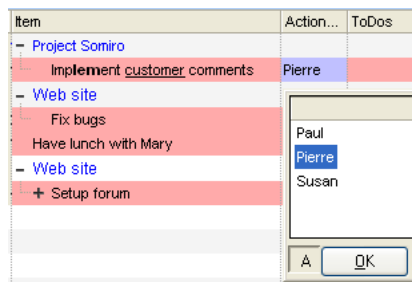 Item Action... ToDos
Project Somiro
Implement customer comments Pierre
Web site
Fix bugs
Have lunch with Mary
Web site
Setup forum
Paul
Pierre
Susan
A OK